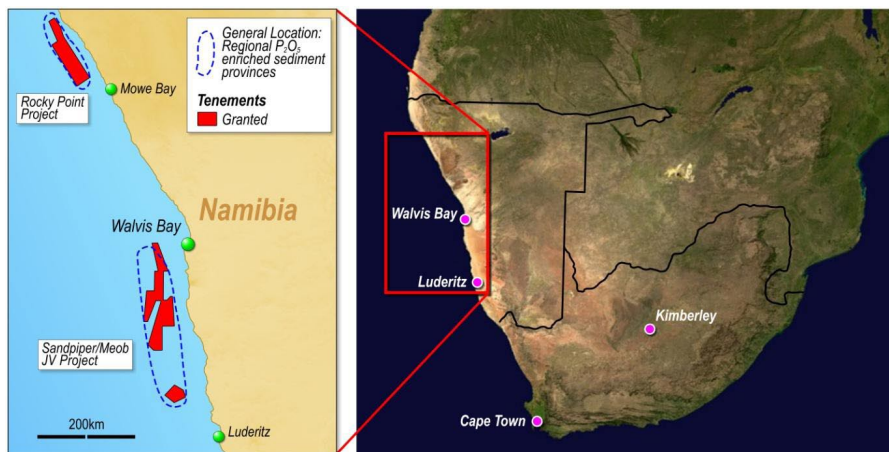 General Location:
Regional P₂O₅
enriched sediment
provinces
Tenements
Granted
Mowe Bay
Rocky Point
Project
Namibia
Walvis Bay
Sandpiper/Meob
JV Project
200km
Luderitz
Walvis Bay
Luderitz
Kimberley
Cape Town